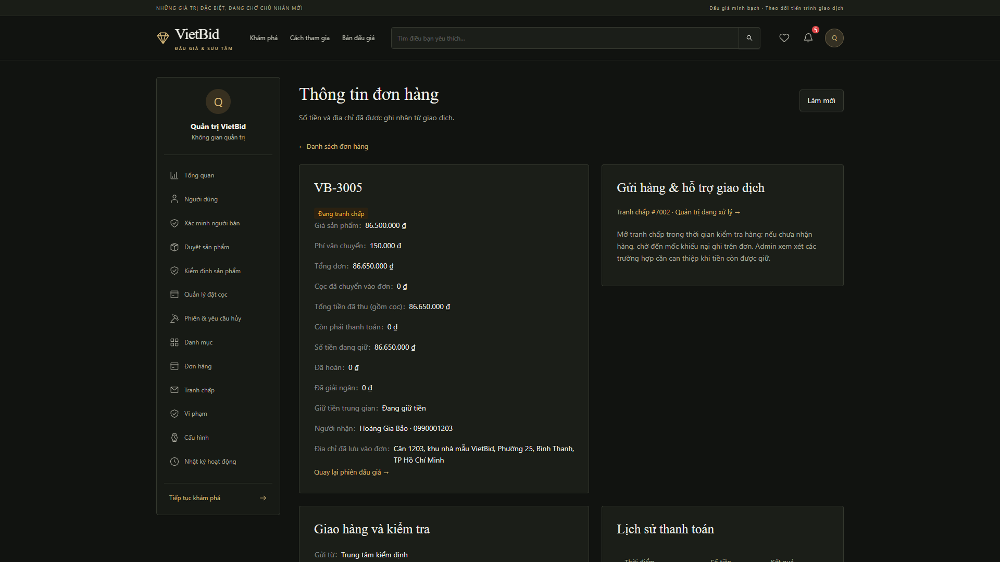 NHỮNG GIÁ TRỊ ĐẶC BIỆT, ĐANG CHỜ CHỦ NHÂN MỚI
Đấu giá minh bạch · Theo dõi tiến trình giao dịch
VietBid
ĐẤU GIÁ & SƯU TẦM
Khám phá
Cách tham gia
Bán đấu giá
Tìm điều bạn yêu thích...
5
Q
Q
Quản trị VietBid
Không gian quản trị
Tổng quan
Người dùng
Xác minh người bán
Duyệt sản phẩm
Kiểm định sản phẩm
Quản lý đặt cọc
Phiên & yêu cầu hủy
Danh mục
Đơn hàng
Tranh chấp
Vi phạm
Cấu hình
Nhật ký hoạt động
Tiếp tục khám phá →
Thông tin đơn hàng
Số tiền và địa chỉ đã được ghi nhận từ giao dịch.
Làm mới
← Danh sách đơn hàng
VB-3005
Đang tranh chấp
Giá sản phẩm: 86.500.000 ₫
Phí vận chuyển: 150.000 ₫
Tổng đơn: 86.650.000 ₫
Cọc đã chuyển vào đơn: 0 ₫
Tổng tiền đã thu (gồm cọc): 86.650.000 ₫
Còn phải thanh toán: 0 ₫
Số tiền đang giữ: 86.650.000 ₫
Đã hoàn: 0 ₫
Đã giải ngân: 0 ₫
Giữ tiền trung gian: Đang giữ tiền
Người nhận: Hoàng Gia Bảo · 0990001203
Địa chỉ đã lưu vào đơn: Căn 1203, khu nhà mẫu VietBid, Phường 25, Bình Thạnh,
TP Hồ Chí Minh
Quay lại phiên đấu giá →
Gửi hàng & hỗ trợ giao dịch
Tranh chấp #7002 · Quản trị đang xử lý →
Mở tranh chấp trong thời gian kiểm tra hàng; nếu chưa nhận
hàng, chờ đến mốc khiếu nại ghi trên đơn. Admin xem xét các
trường hợp cần can thiệp khi tiền còn được giữ.
Giao hàng và kiểm tra
Gửi từ: Trung tâm kiểm định
Lịch sử thanh toán
Thời điểm
Số tiền
Kết quả